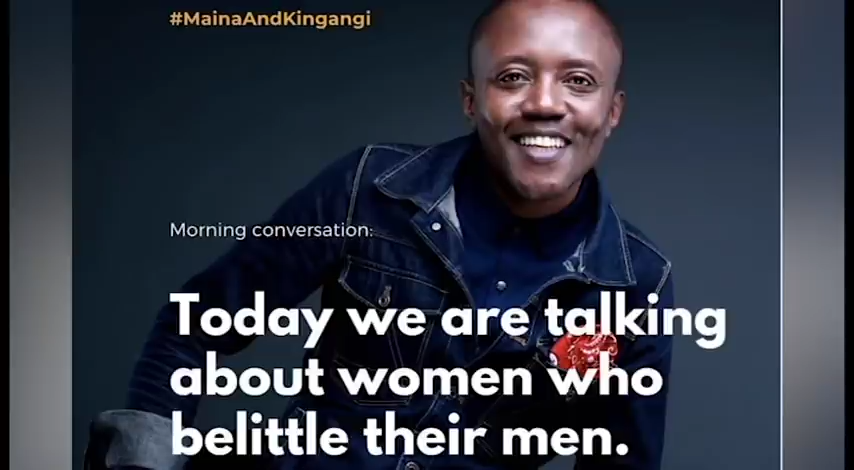 #MainaAndKingangi
Morning conversation:
Today we are talking
about women who
belittle their men.